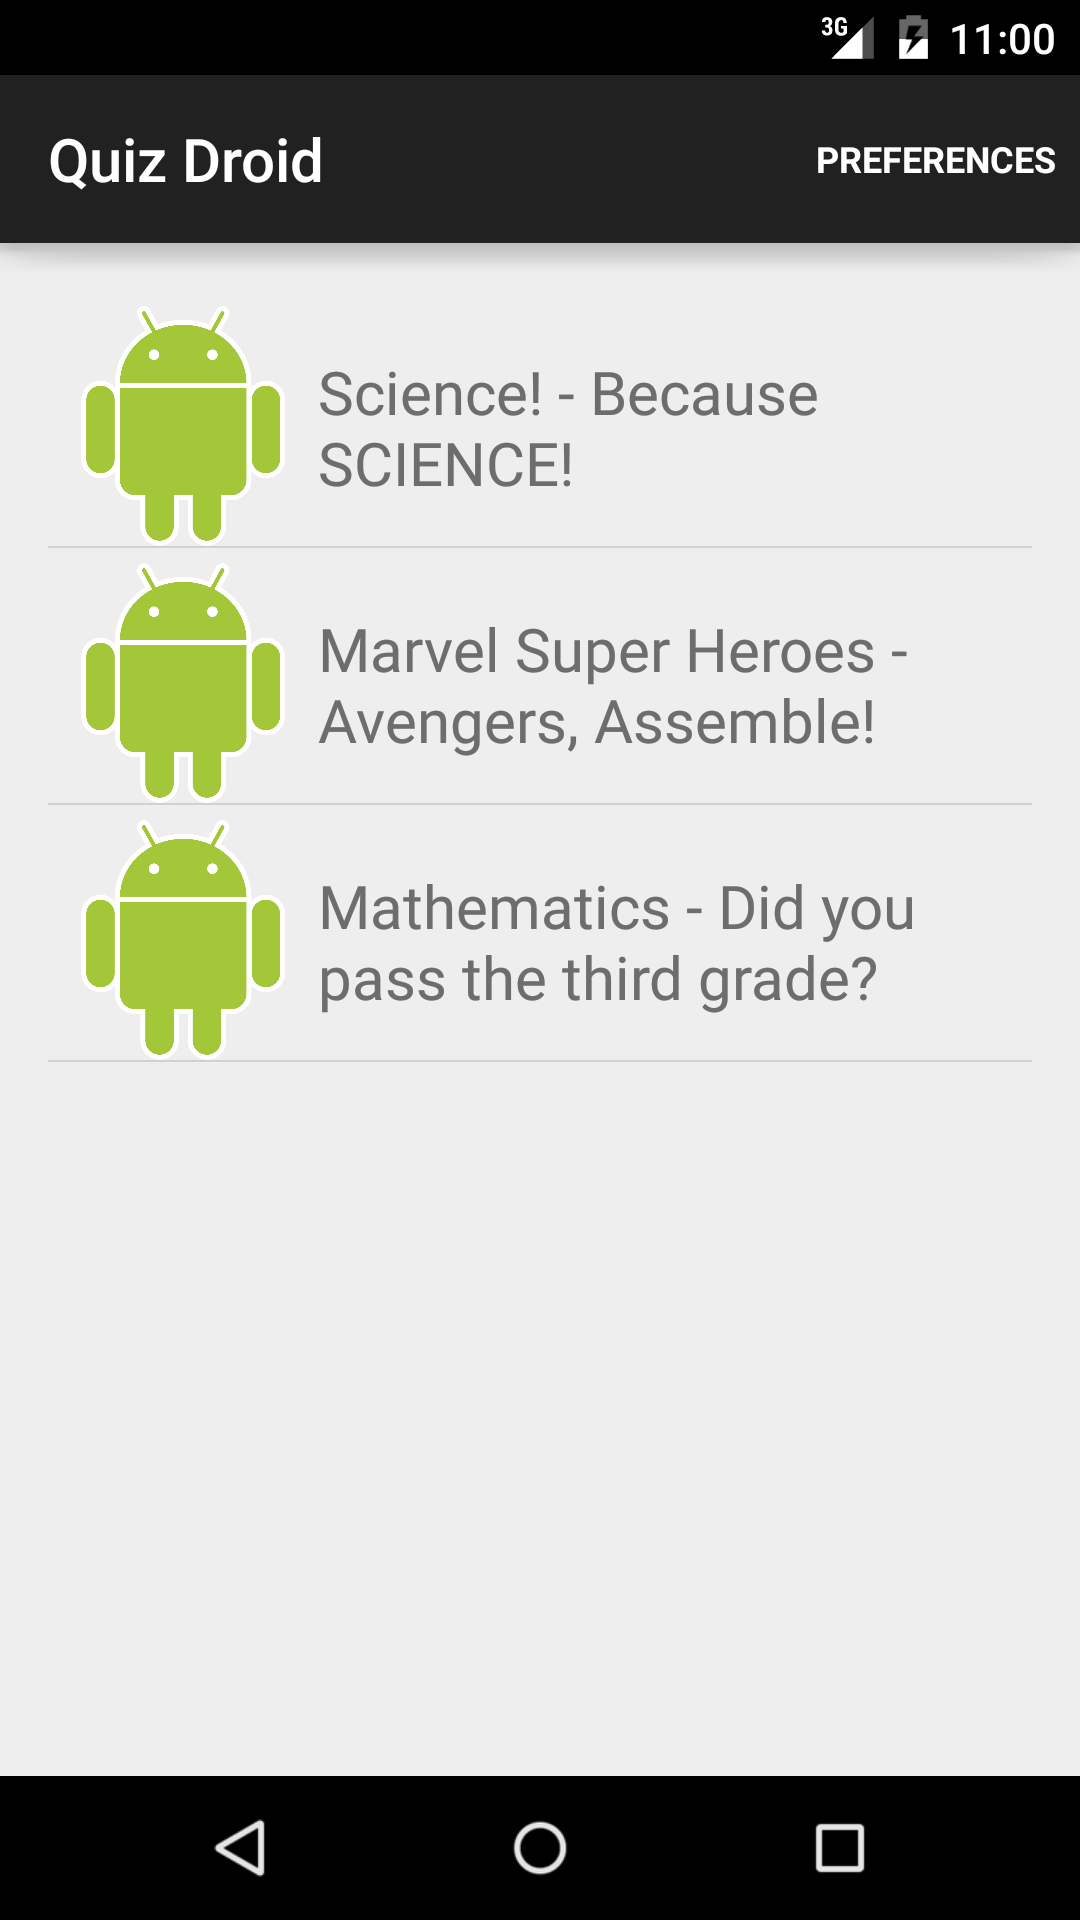 3G 11:00
Quiz Droid PREFERENCES
Science! - Because
SCIENCE!
Marvel Super Heroes -
Avengers, Assemble!
Mathematics - Did you
pass the third grade?